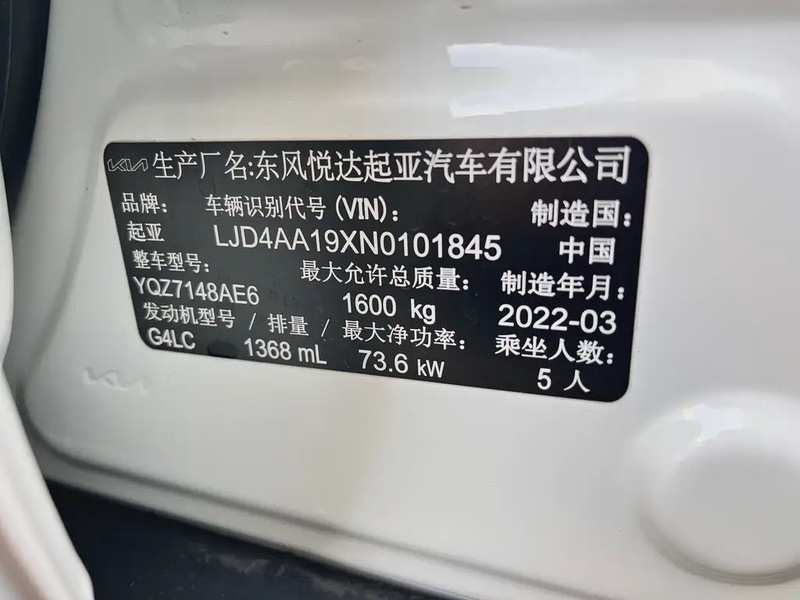 KIA 生产厂名:东风悦达起亚汽车有限公司
品牌: 车辆识别代号(VIN): 制造国:
起亚 LJD4AA19XN0101845 中国
整车型号: 最大允许总质量: 制造年月:
YQZ7148AE6 1600 kg 2022-03
发动机型号 / 排量 / 最大净功率: 乘坐人数:
G4LC 1368 mL 73.6 kW 5 人